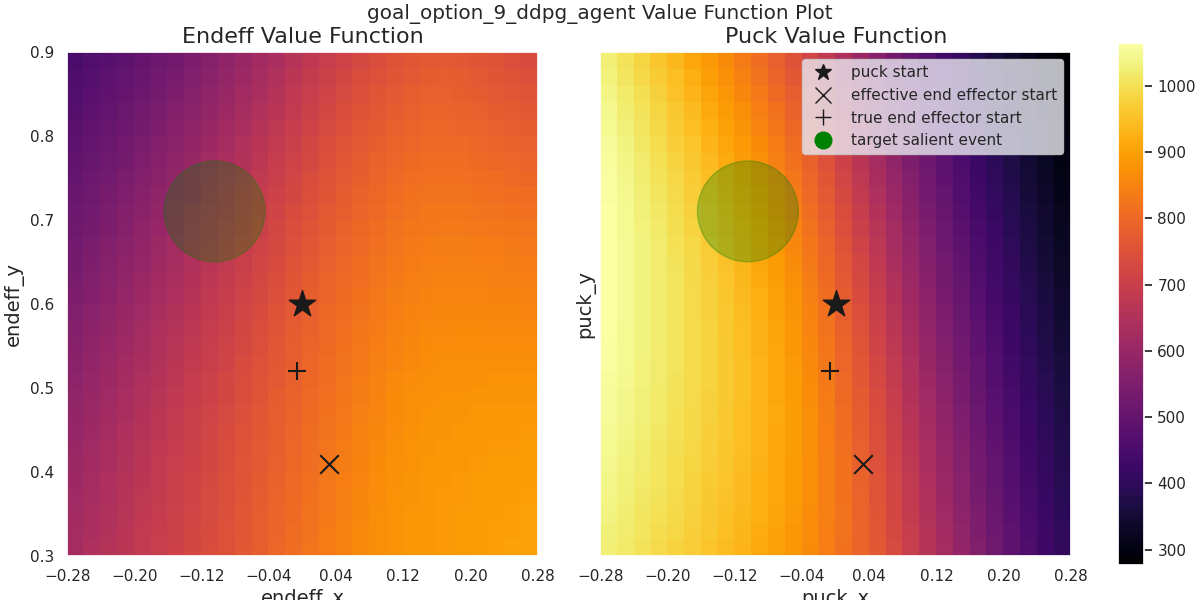 goal_option_9_ddpg_agent Value Function Plot
Endeff Value Function
Puck Value Function
0.9
0.8
0.7
0.6
0.5
0.4
0.3
endeff_y
−0.28 −0.20 −0.12 −0.04 0.04 0.12 0.20 0.28
endeff_x
puck_y
puck start
effective end effector start
true end effector start
target salient event
−0.28 −0.20 −0.12 −0.04 0.04 0.12 0.20 0.28
puck_x
1000
900
800
700
600
500
400
300